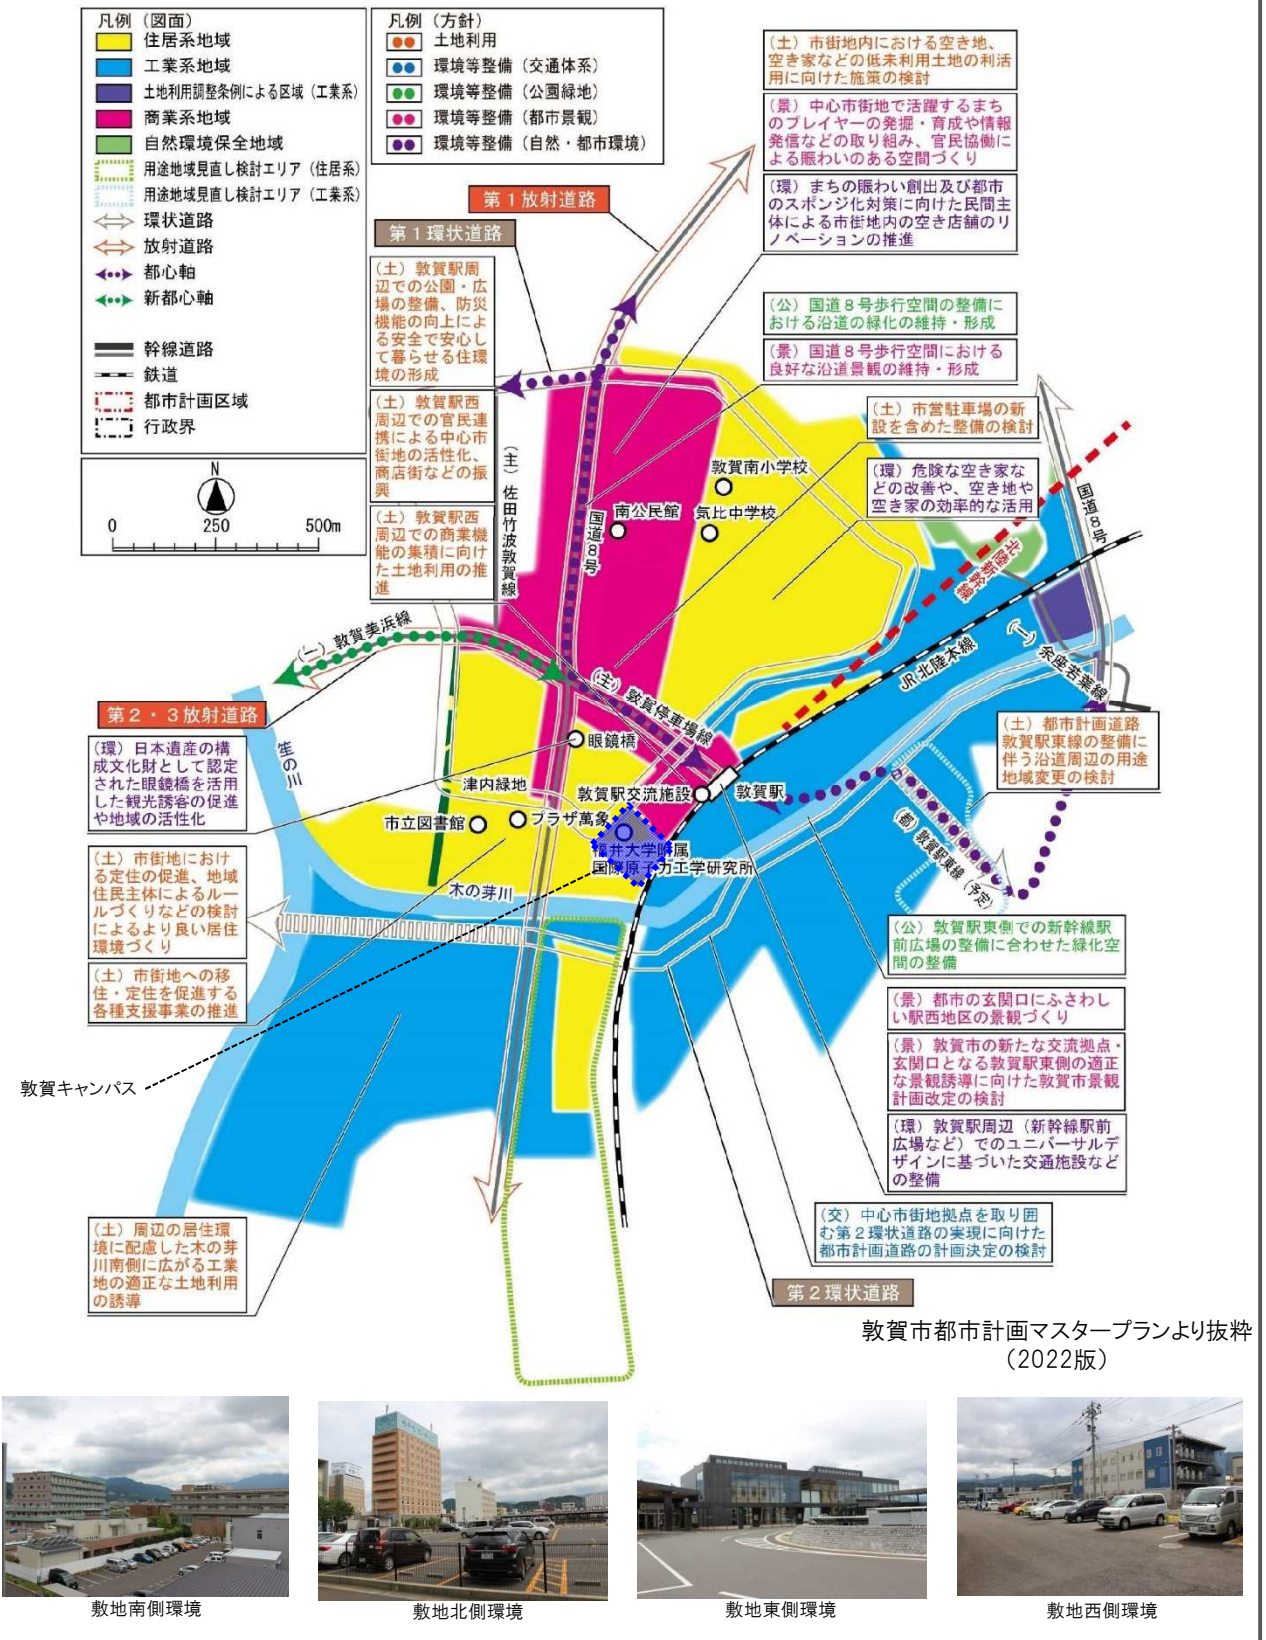 凡例（図面）
住居系地域
工業系地域
土地利用調整条例による区域（工業系）
商業系地域
自然環境保全地域
用途地域見直し検討エリア（住居系）
用途地域見直し検討エリア（工業系）
環状道路
放射道路
都心軸
新都心軸
幹線道路
鉄道
都市計画区域
行政界
N
0 250 500m
凡例（方針）
土地利用
環境等整備（交通体系）
環境等整備（公園緑地）
環境等整備（都市景観）
環境等整備（自然・都市環境）
（土）市街地内における空き地、
空き家などの低未利用土地の利活
用に向けた施策の検討
（景）中心市街地で活躍するまち
のプレイヤーの発掘・育成や情報
発信などの取り組み、官民協働に
よる賑わいのある空間づくり
（環）まちの賑わい創出及び都市
のスポンジ化対策に向けた民間主
体による市街地内の空き店舗のリ
ノベーションの推進
第１放射道路
第１環状道路
（土）敦賀駅周
辺での公園・広
場の整備、防災
機能の向上によ
る安全で安心し
て暮らせる住環
境の形成
（土）敦賀駅西
周辺での官民連
携による中心市
街地の活性化、
商店街などの振
興
（土）敦賀駅西
周辺での商業機
能の集積に向け
た土地利用の推
進
（公）国道８号歩行空間の整備に
おける沿道の緑化の維持・形成
（景）国道８号歩行空間における
良好な沿道景観の維持・形成
（土）市営駐車場の新
設を含めた整備の検討
（環）危険な空き家な
どの改善や、空き地や
空き家の効率的な活用
（主）佐田竹波敦賀線
国道８号
敦賀南小学校
南公民館
気比中学校
国道８号
北陸新幹線
JR北陸本線
（一）余座若葉線
（一）敦賀美浜線
（主）敦賀停車場線
第２・３放射道路
（環）日本遺産の構
成文化財として認定
された眼鏡橋を活用
した観光誘客の促進
や地域の活性化
笙の川
眼鏡橋
津内緑地
敦賀駅交流施設
敦賀駅
市立図書館
プラザ萬象
福井大学附属
国際原子力工学研究所
木の芽川
（都）敦賀駅東線（予定）
（土）都市計画道路
敦賀駅東線の整備に
伴う沿道周辺の用途
地域変更の検討
（土）市街地におけ
る定住の促進、地域
住民主体によるルー
ルづくりなどの検討
によるより良い居住
環境づくり
（土）市街地への移
住・定住を促進する
各種支援事業の推進
敦賀キャンパス
（公）敦賀駅東側での新幹線駅
前広場の整備に合わせた緑化空
間の整備
（景）都市の玄関口にふさわし
い駅西地区の景観づくり
（景）敦賀市の新たな交流拠点・
玄関口となる敦賀駅東側の適正
な景観誘導に向けた敦賀市景観
計画改定の検討
（環）敦賀駅周辺（新幹線駅前
広場など）でのユニバーサルデ
ザインに基づいた交通施設など
の整備
（交）中心市街地拠点を取り囲
む第２環状道路の実現に向けた
都市計画道路の計画決定の検討
（土）周辺の居住環
境に配慮した木の芽
川南側に広がる工業
地の適正な土地利用
の誘導
第２環状道路
敦賀市都市計画マスタープランより抜粋
（2022版）
敷地南側環境
敷地北側環境
敷地東側環境
敷地西側環境